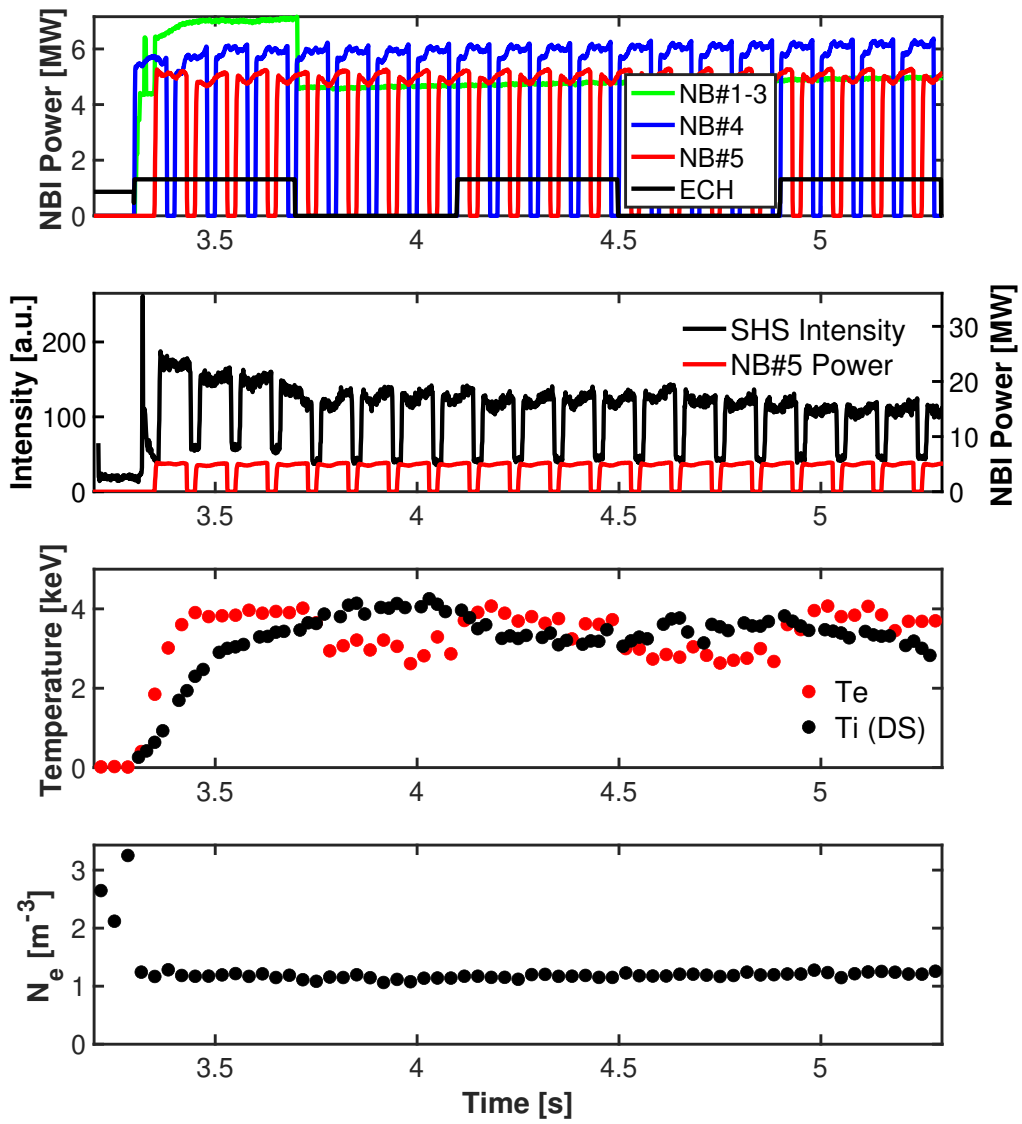 NBI Power [MW]
6
4
2
0
NB#1-3
NB#4
NB#5
ECH
3.5 4 4.5 5
Intensity [a.u.]
200
100
0
SHS Intensity
NB#5 Power
30
20
10
0
NBI Power [MW]
3.5 4 4.5 5
Temperature [keV]
4
2
0
Te
Ti (DS)
3.5 4 4.5 5
N_e [m^-3]
3
2
1
0
3.5 4 4.5 5
Time [s]